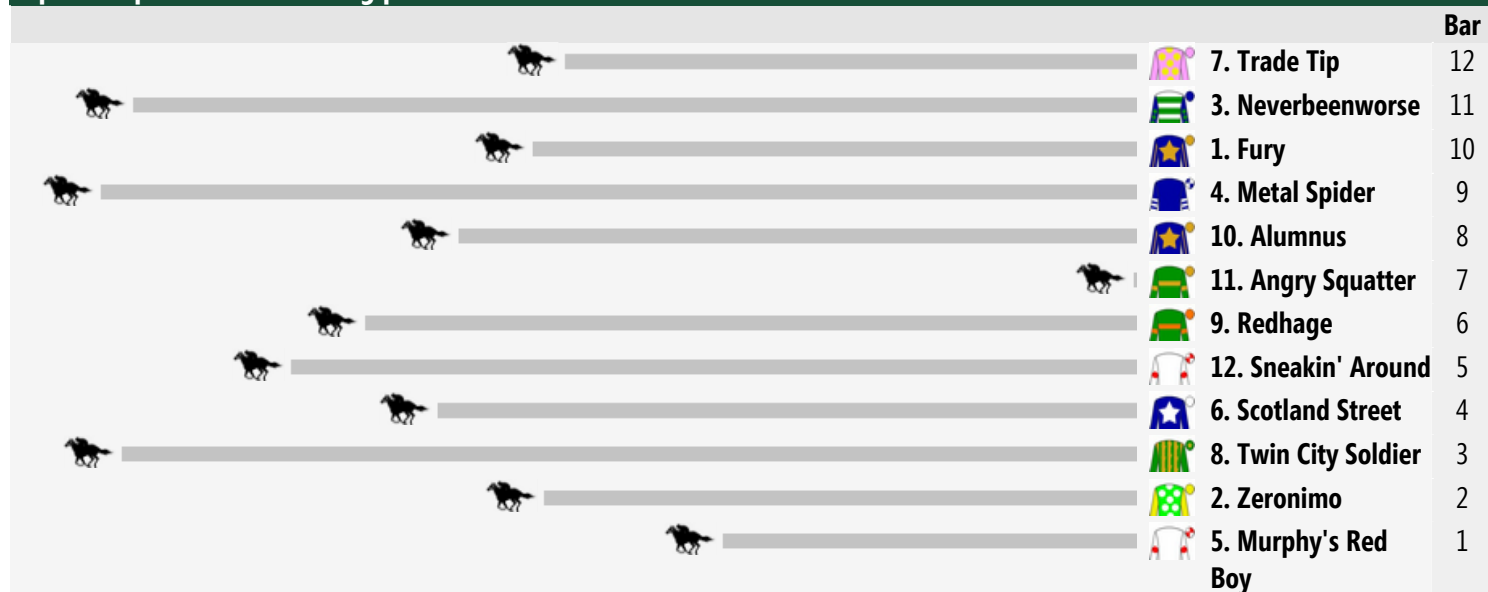 Bar
7. Trade Tip 12
3. Neverbeenworse 11
1. Fury 10
4. Metal Spider 9
10. Alumnus 8
11. Angry Squatter 7
9. Redhage 6
12. Sneakin' Around 5
6. Scotland Street 4
8. Twin City Soldier 3
2. Zeronimo 2
5. Murphy's Red 1
Boy